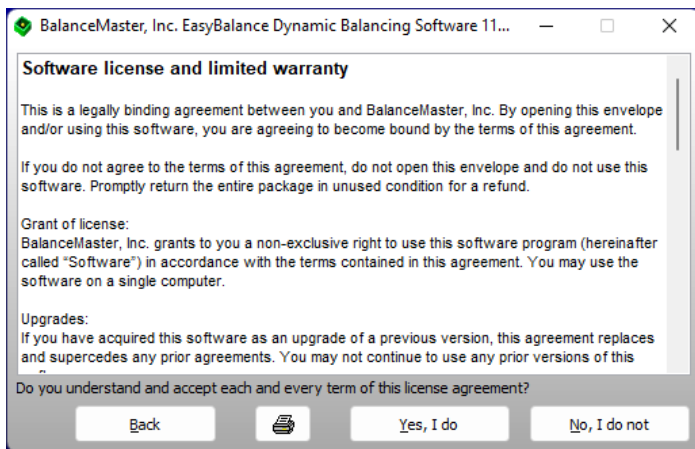 BalanceMaster, Inc. EasyBalance Dynamic Balancing Software 11...
Software license and limited warranty
This is a legally binding agreement between you and BalanceMaster, Inc. By opening this envelope
and/or using this software, you are agreeing to become bound by the terms of this agreement.
If you do not agree to the terms of this agreement, do not open this envelope and do not use this
software. Promptly return the entire package in unused condition for a refund.
Grant of license:
BalanceMaster, Inc. grants to you a non-exclusive right to use this software program (hereinafter
called “Software”) in accordance with the terms contained in this agreement. You may use the
software on a single computer.
Upgrades:
If you have acquired this software as an upgrade of a previous version, this agreement replaces
and supercedes any prior agreements. You may not continue to use any prior versions of this
Do you understand and accept each and every term of this license agreement?
Back
Yes, I do
No, I do not